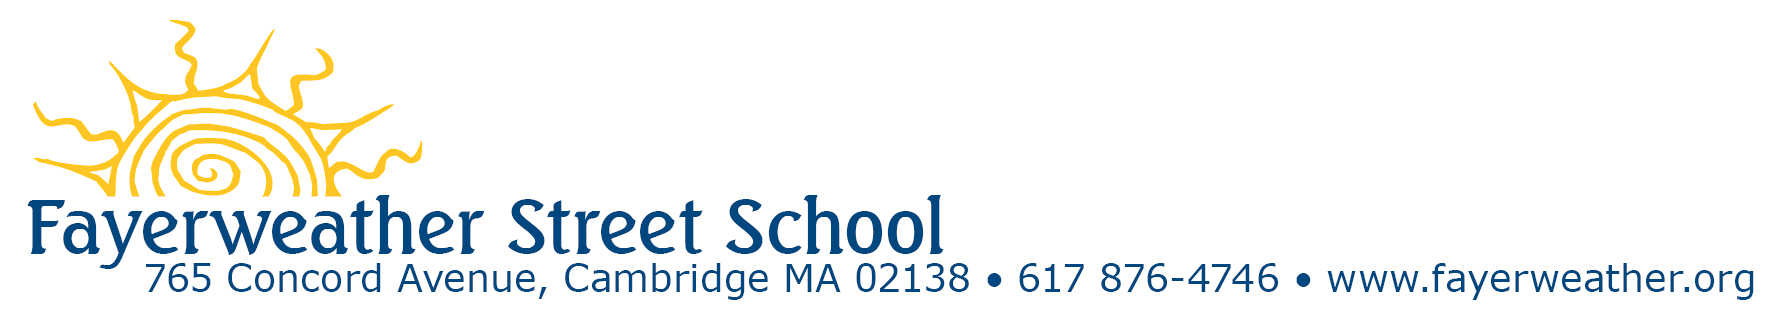 Fayerweather Street School
765 Concord Avenue, Cambridge MA 02138 • 617 876-4746 • www.fayerweather.org